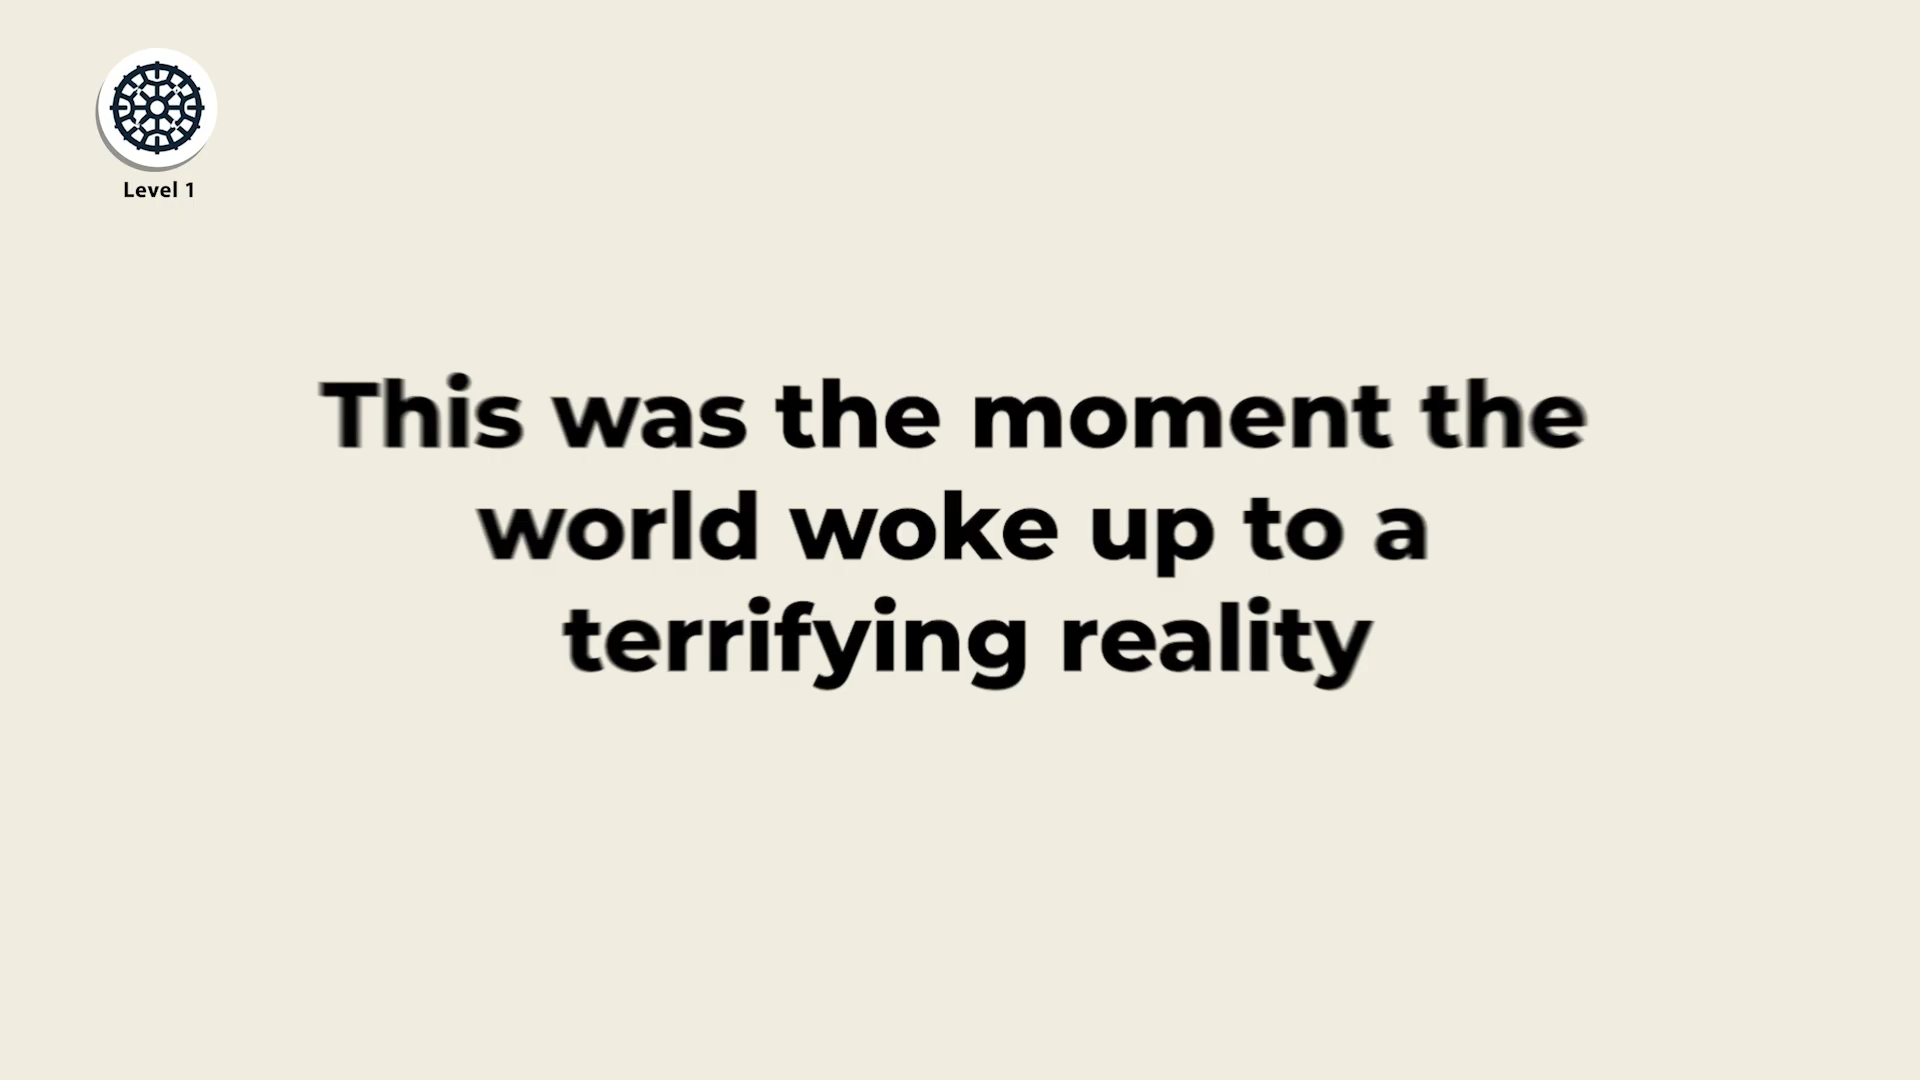 Level 1
This was the moment the
world woke up to a
terrifying reality